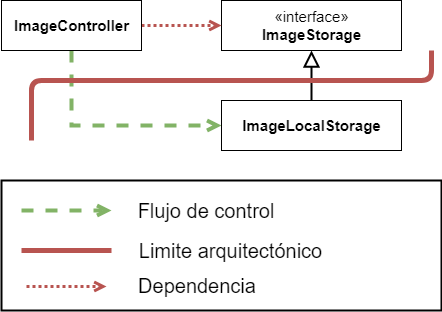 ImageController
«interface»
ImageStorage
ImageLocalStorage
Flujo de control
Limite arquitectónico
Dependencia